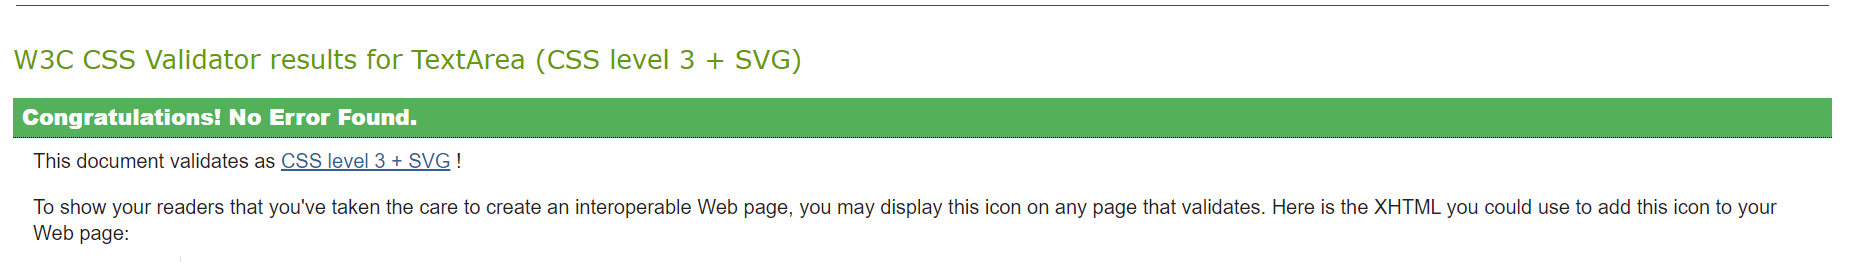 W3C CSS Validator results for TextArea (CSS level 3 + SVG)
Congratulations! No Error Found.
This document validates as CSS level 3 + SVG !
To show your readers that you've taken the care to create an interoperable Web page, you may display this icon on any page that validates. Here is the XHTML you could use to add this icon to your
Web page: